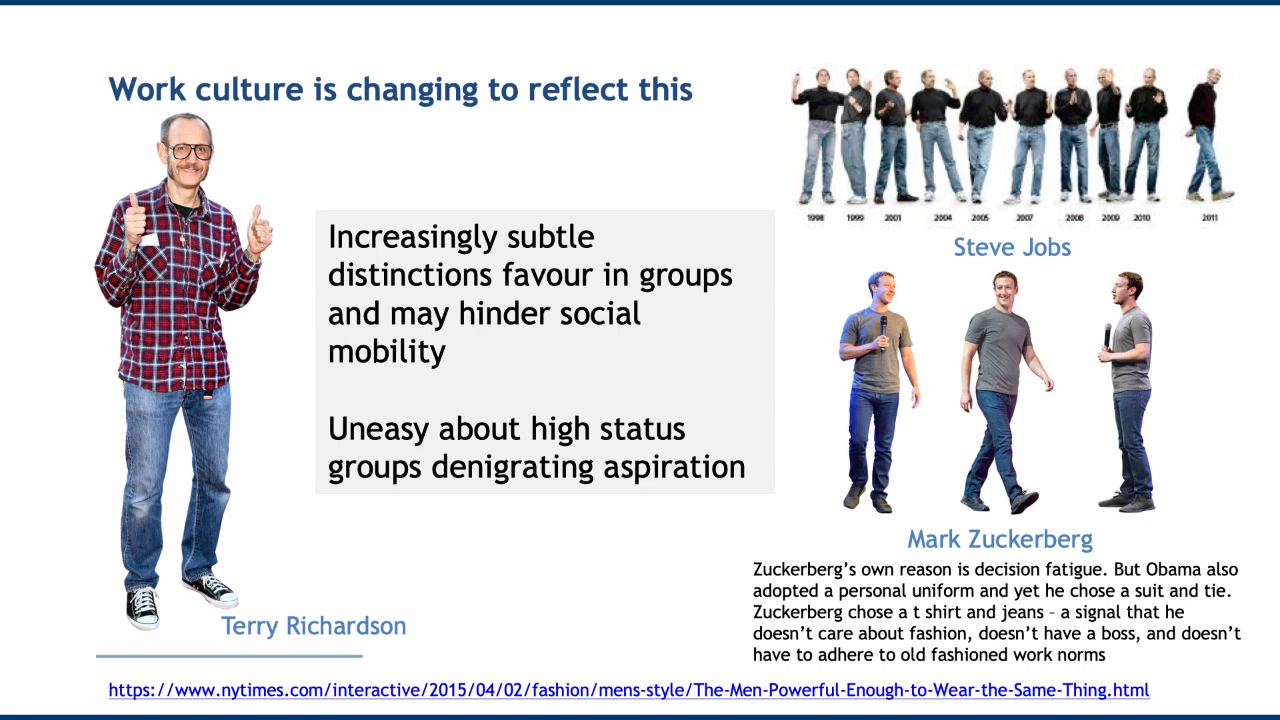 Work culture is changing to reflect this
Increasingly subtle
distinctions favour in groups
and may hinder social
mobility
Uneasy about high status
groups denigrating aspiration
Terry Richardson
1998 1999 2001 2004 2005 2007 2008 2009 2010 2011
Steve Jobs
Mark Zuckerberg
Zuckerberg’s own reason is decision fatigue. But Obama also
adopted a personal uniform and yet he chose a suit and tie.
Zuckerberg chose a t shirt and jeans – a signal that he
doesn’t care about fashion, doesn’t have a boss, and doesn’t
have to adhere to old fashioned work norms
https://www.nytimes.com/interactive/2015/04/02/fashion/mens-style/The-Men-Powerful-Enough-to-Wear-the-Same-Thing.html